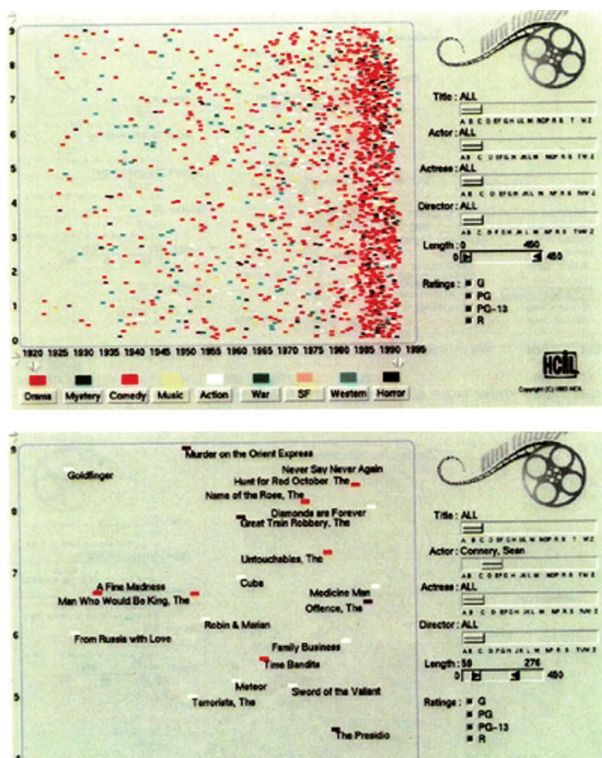 9
8
7
6
5
4
3
2
1
0
1920 1925 1930 1935 1940 1945 1950 1955 1960 1965 1970 1975 1980 1985 1990 1995
Drama Mystery Comedy Music Action War SF Western Horror
Title : ALL
Actor : ALL
Actress : ALL
Director : ALL
Length : 0 450
0 450
Ratings : G
PG
PG-13
R
HCIL
Copyright (C) 1993 HCIL
9
8
7
6
5
4
Murder on the Orient Express
Goldfinger
Never Say Never Again
Hunt for Red October, The
Name of the Rose, The
Diamonds are Forever
Great Train Robbery, The
Untouchables, The
Cuba
A Fine Madness
Medicine Man
Man Who Would Be King, The
Offence, The
Robin & Marian
From Russia with Love
Family Business
Time Bandits
Meteor
Sword of the Valiant
Terrorists, The
The Presidio
Title : ALL
Actor : Connery, Sean
Actress : ALL
Director : ALL
Length : 59 276
0 450
Ratings : G
PG
PG-13
R